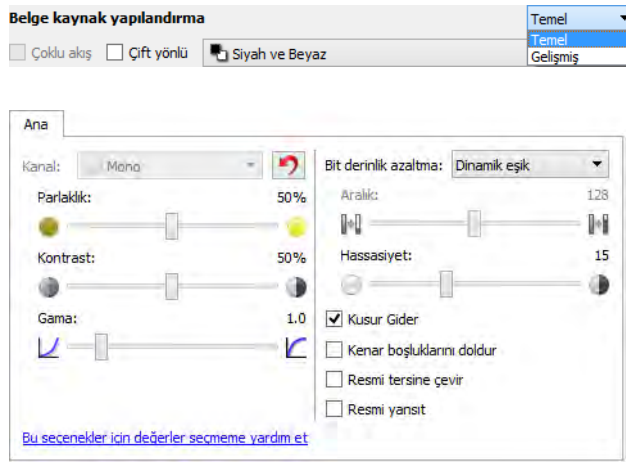 Belge kaynak yapılandırma
Temel
Temel
Gelişmiş
Çoklu akış
Çift yönlü
Siyah ve Beyaz
Ana
Kanal:
Mono
Parlaklık:
50%
Kontrast:
50%
Gama:
1.0
Bu secenekler için değerler seçmeme yardım et
Bit derinlik azaltma:
Dinamik eşik
Aralık:
128
Hassasiyet:
15
Kusur Gider
Kenar boşluklarını doldur
Resmi tersine çevir
Resmi yansıt